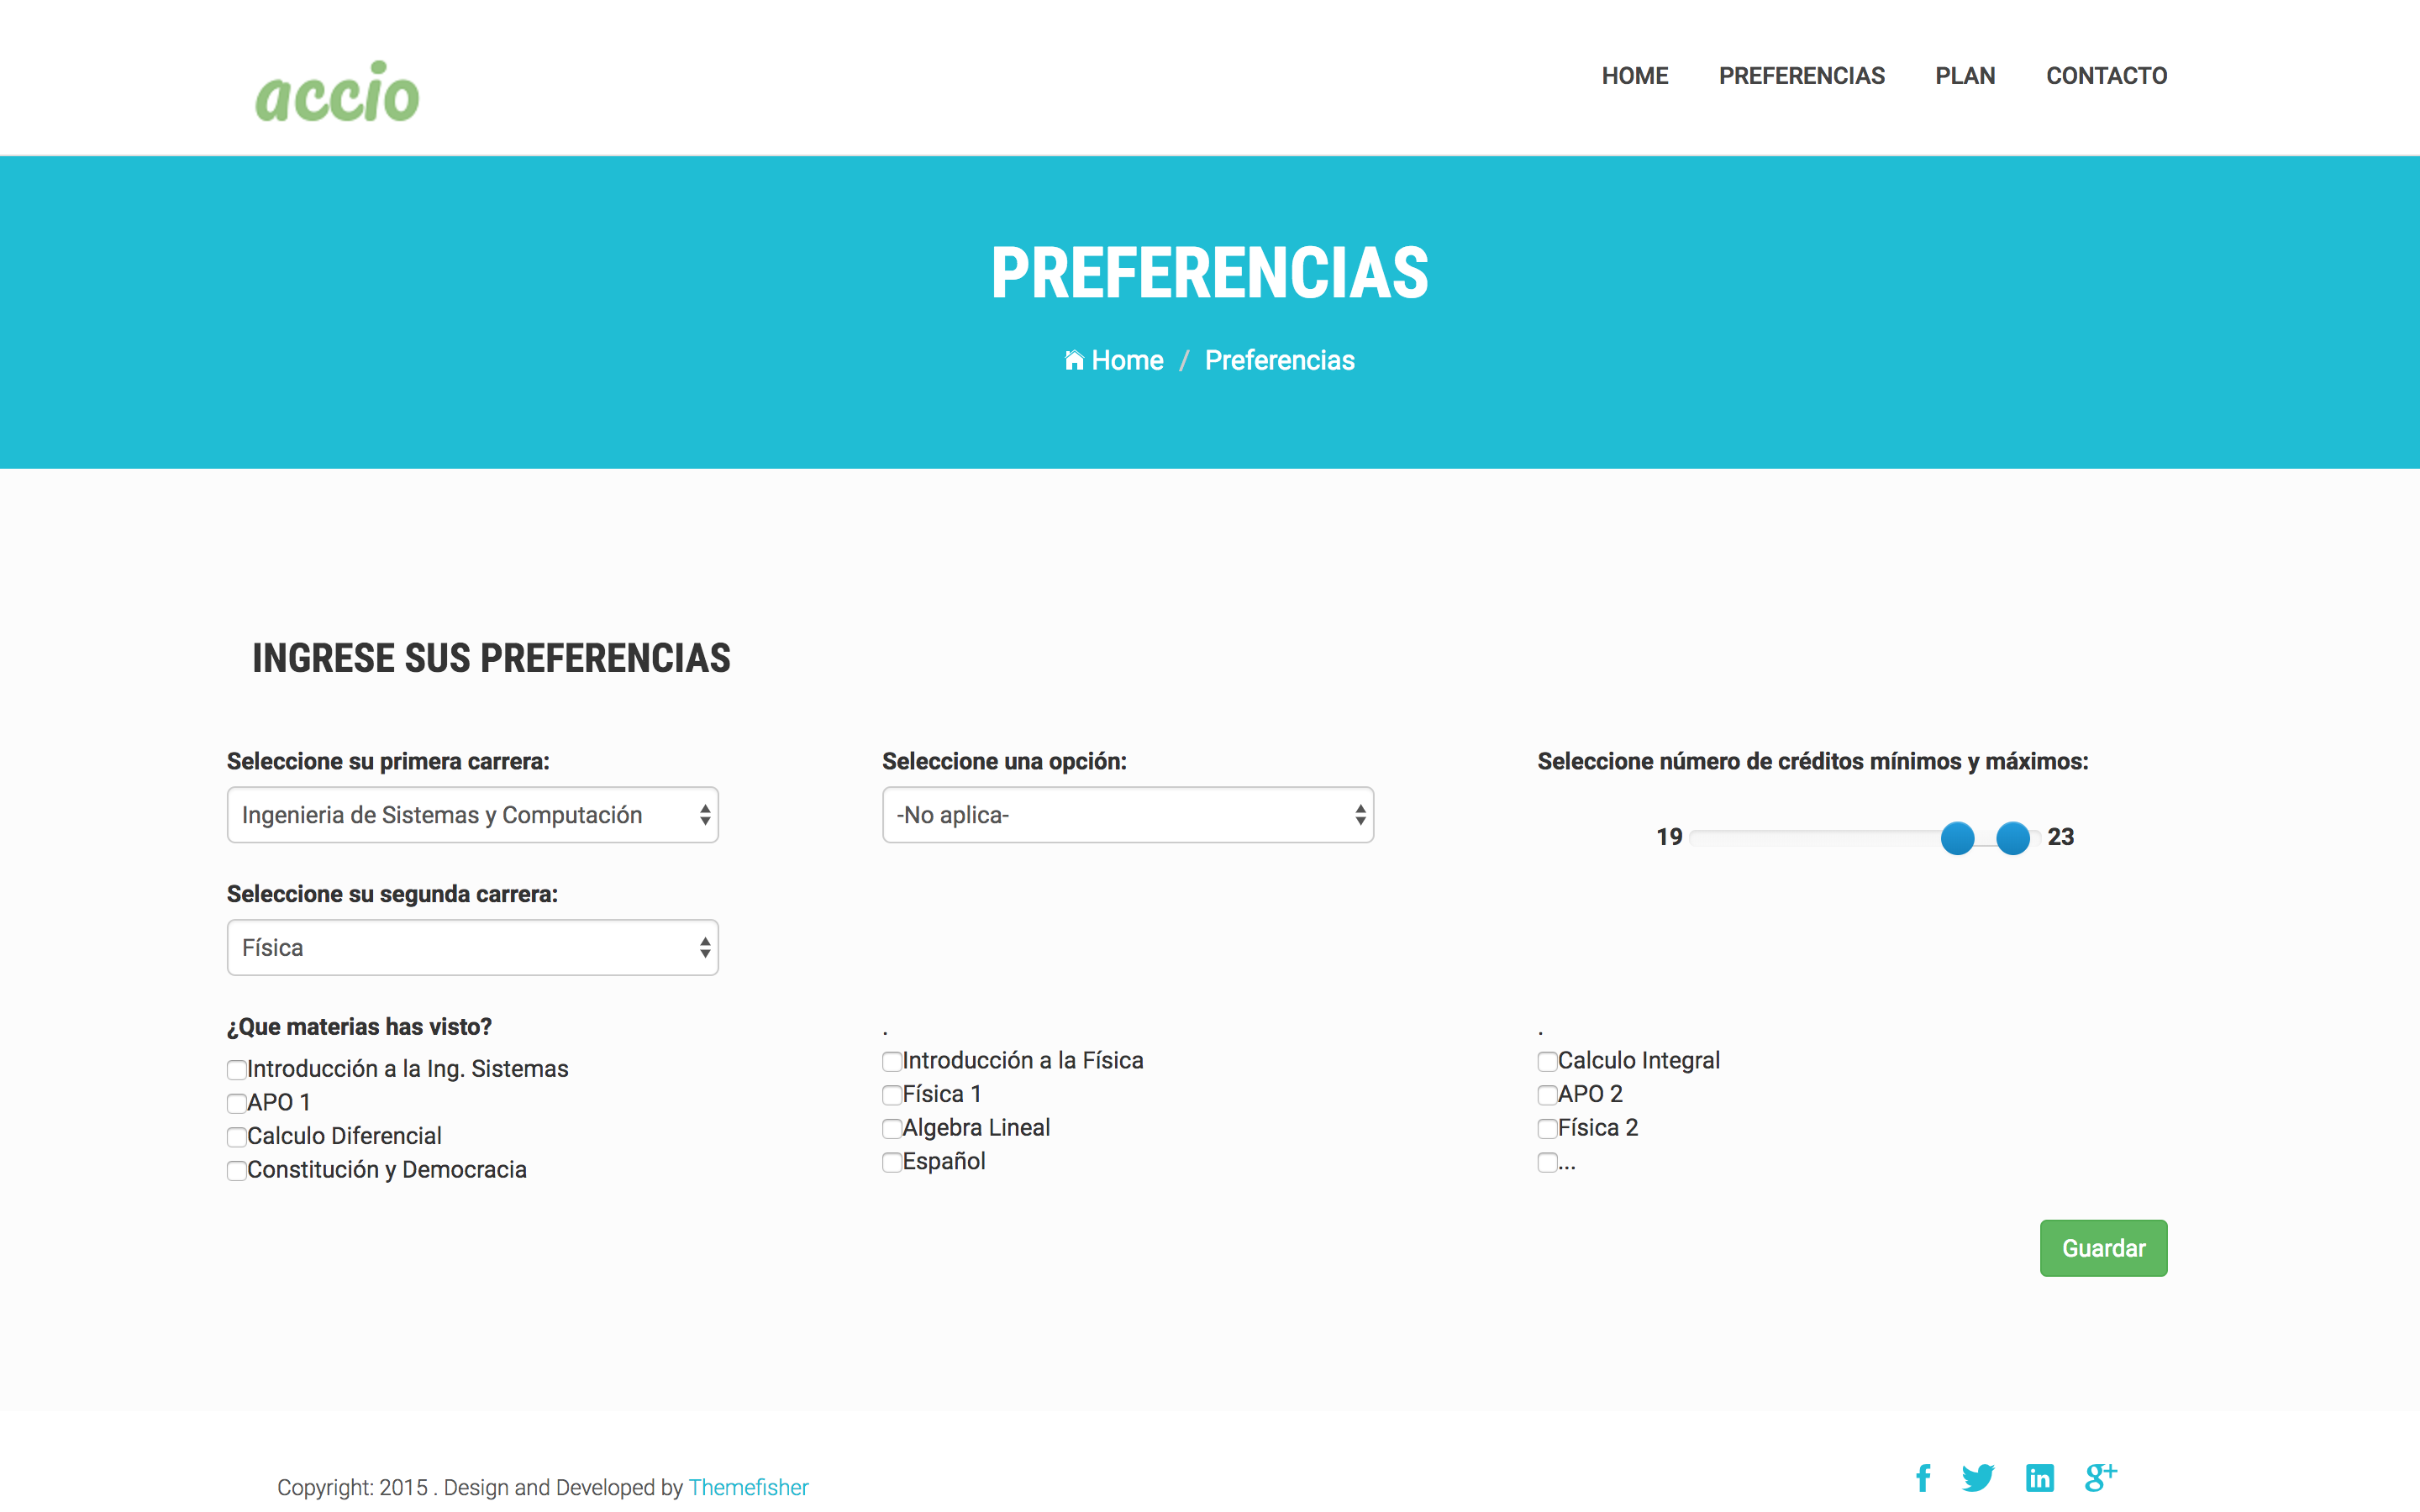 accio
HOME PREFERENCIAS PLAN CONTACTO
PREFERENCIAS
Home / Preferencias
INGRESE SUS PREFERENCIAS
Seleccione su primera carrera:
Ingenieria de Sistemas y Computación
Seleccione su segunda carrera:
Física
Seleccione una opción:
-No aplica-
Seleccione número de créditos mínimos y máximos:
19 23
¿Que materias has visto?
Introducción a la Ing. Sistemas
APO 1
Calculo Diferencial
Constitución y Democracia
.
Introducción a la Física
Física 1
Algebra Lineal
Español
.
Calculo Integral
APO 2
Física 2
...
Guardar
Copyright: 2015 . Design and Developed by Themefisher